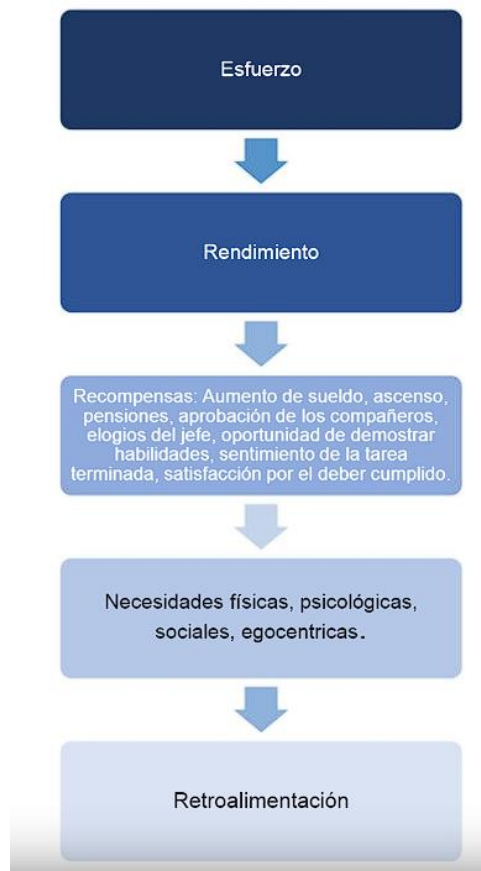 Esfuerzo
Rendimiento
Recompensas: Aumento de sueldo, ascenso,
pensiones, aprobación de los compañeros,
elogios del jefe, oportunidad de demostrar
habilidades, sentimiento de la tarea
terminada, satisfacción por el deber cumplido.
Necesidades físicas, psicológicas,
sociales, egocentricas.
Retroalimentación